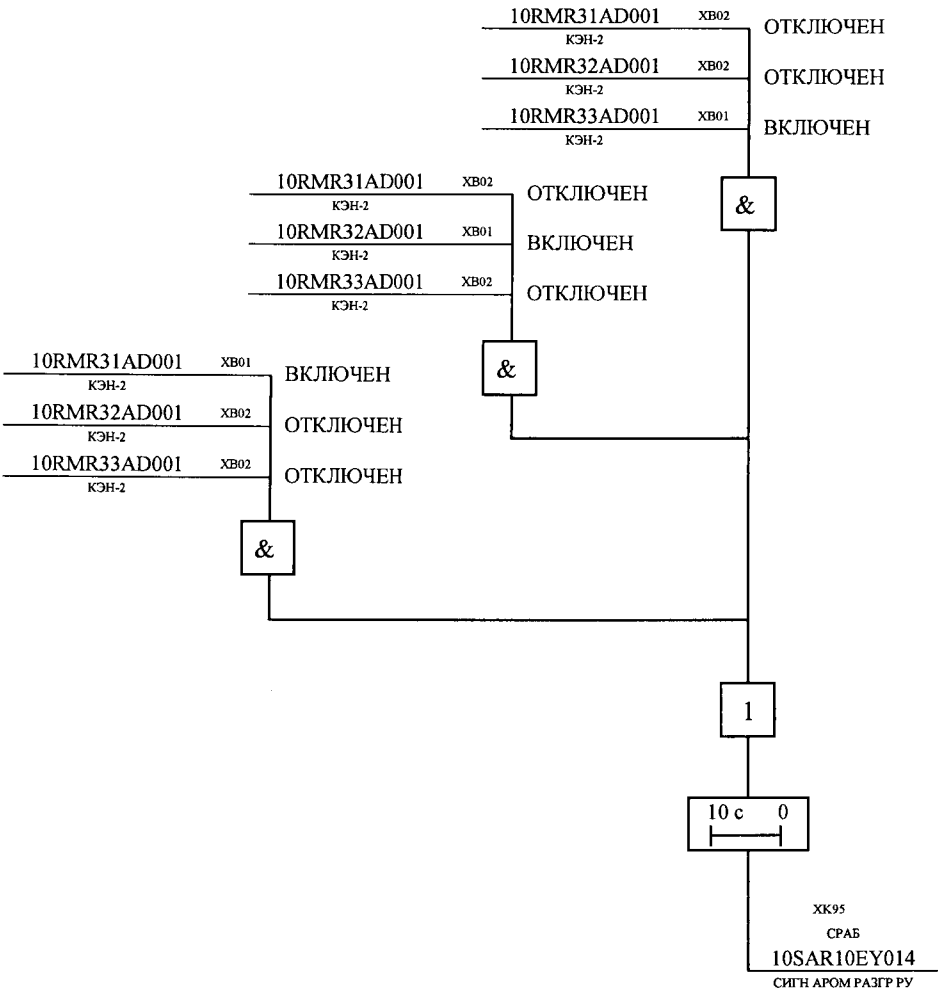 10RMR31AD001 XB02 ОТКЛЮЧЕН
КЭН-2
10RMR32AD001 XB02 ОТКЛЮЧЕН
КЭН-2
10RMR33AD001 XB01 ВКЛЮЧЕН
КЭН-2
&
10RMR31AD001 XB02 ОТКЛЮЧЕН
КЭН-2
10RMR32AD001 XB01 ВКЛЮЧЕН
КЭН-2
10RMR33AD001 XB02 ОТКЛЮЧЕН
КЭН-2
&
10RMR31AD001 XB01 ВКЛЮЧЕН
КЭН-2
10RMR32AD001 XB02 ОТКЛЮЧЕН
КЭН-2
10RMR33AD001 XB02 ОТКЛЮЧЕН
КЭН-2
&
1
10 с 0
XK95
СРАБ
10SAR10EY014
СИГН АРОМ РАЗГР РУ